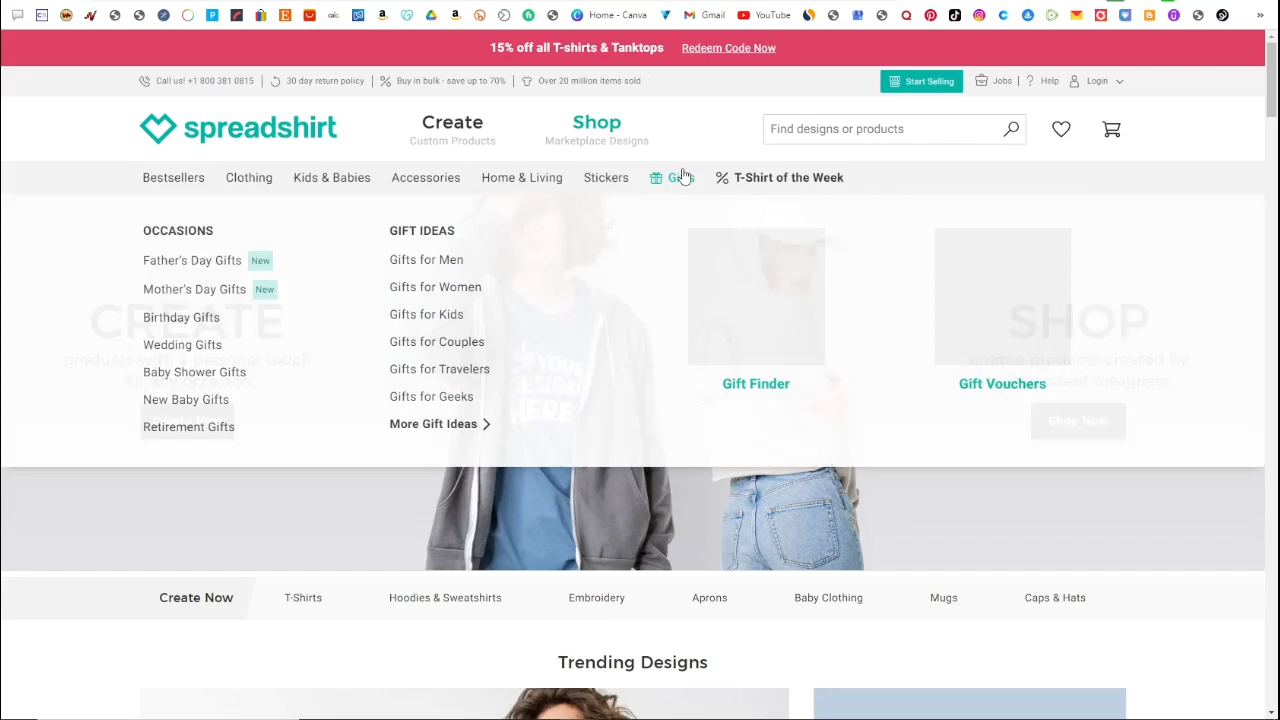 Home - Canva
Gmail
YouTube
15% off all T-shirts & Tanktops Redeem Code Now
Call us! +1 800 381 0815 | 30 day return policy | Buy in bulk - save up to 70% | Over 20 million items sold
Start Selling
Jobs | ? Help
Login
spreadshirt
Create
Custom Products
Shop
Marketplace Designs
Find designs or products
Bestsellers Clothing Kids & Babies Accessories Home & Living Stickers Gifts % T-Shirt of the Week
OCCASIONS
Father's Day Gifts New
Mother's Day Gifts New
Birthday Gifts
Wedding Gifts
Baby Shower Gifts
New Baby Gifts
Retirement Gifts
GIFT IDEAS
Gifts for Men
Gifts for Women
Gifts for Kids
Gifts for Couples
Gifts for Travelers
Gifts for Geeks
More Gift Ideas
Gift Finder
Gift Vouchers
CREATE
products with a personal touch
for any occasion
YOUR
DESIGN
HERE
SHOP
unique products created by
Shop Now
Create Now T-Shirts Hoodies & Sweatshirts Embroidery Aprons Baby Clothing Mugs Caps & Hats
Trending Designs